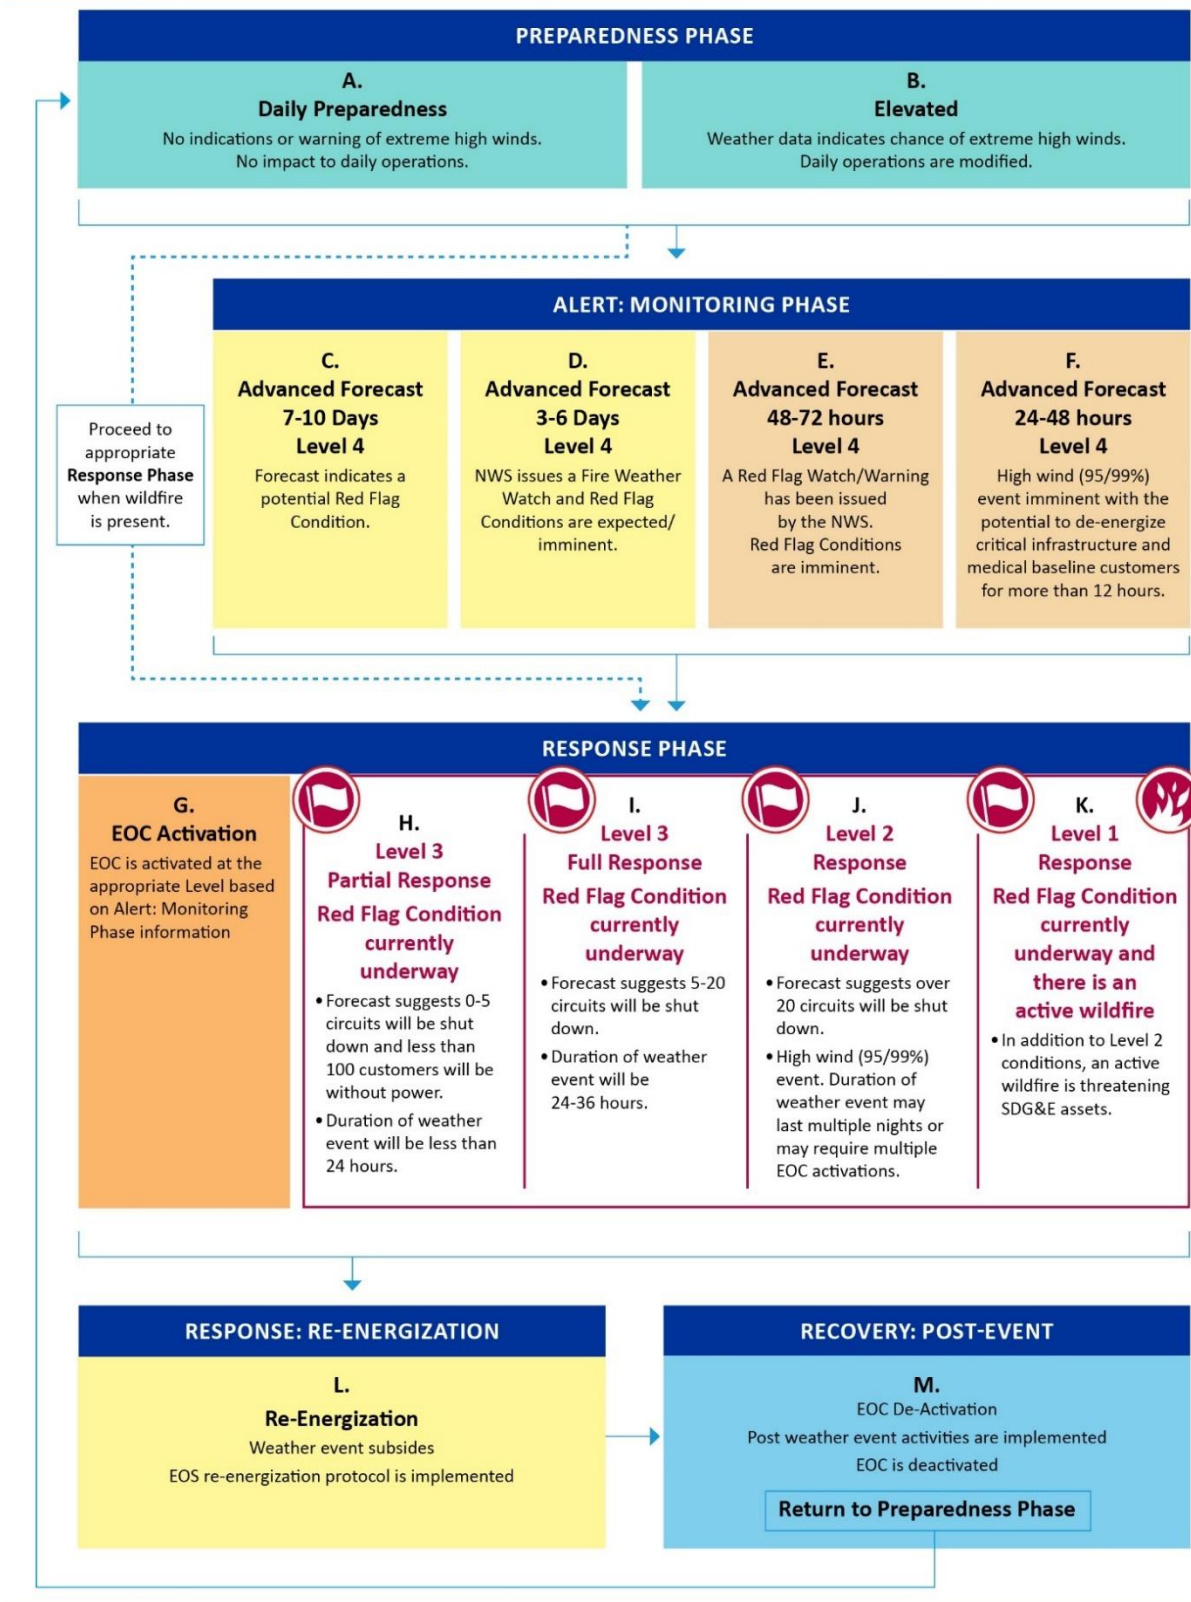 PREPAREDNESS PHASE
A.
Daily Preparedness
No indications or warning of extreme high winds.
No impact to daily operations.
B.
Elevated
Weather data indicates chance of extreme high winds.
Daily operations are modified.
Proceed to
appropriate
Response Phase
when wildfire
is present.
ALERT: MONITORING PHASE
C.
Advanced Forecast
7-10 Days
Level 4
Forecast indicates a
potential Red Flag
Condition.
D.
Advanced Forecast
3-6 Days
Level 4
NWS issues a Fire Weather
Watch and Red Flag
Conditions are expected/
imminent.
E.
Advanced Forecast
48-72 hours
Level 4
A Red Flag Watch/Warning
has been issued
by the NWS.
Red Flag Conditions
are imminent.
F.
Advanced Forecast
24-48 hours
Level 4
High wind (95/99%)
event imminent with the
potential to de-energize
critical infrastructure and
medical baseline customers
for more than 12 hours.
RESPONSE PHASE
G.
EOC Activation
EOC is activated at the
appropriate Level based
on Alert: Monitoring
Phase information
H.
Level 3
Partial Response
Red Flag Condition
currently
underway
• Forecast suggests 0-5
circuits will be shut
down and less than
100 customers will be
without power.
• Duration of weather
event will be less than
24 hours.
I.
Level 3
Full Response
Red Flag Condition
currently
underway
• Forecast suggests 5-20
circuits will be shut
down.
• Duration of weather
event will be
24-36 hours.
J.
Level 2
Response
Red Flag Condition
currently
underway
• Forecast suggests over
20 circuits will be shut
down.
• High wind (95/99%)
event. Duration of
weather event may
last multiple nights or
may require multiple
EOC activations.
K.
Level 1
Response
Red Flag Condition
currently
underway and
there is an
active wildfire
• In addition to Level 2
conditions, an active
wildfire is threatening
SDG&E assets.
RESPONSE: RE-ENERGIZATION
L.
Re-Energization
Weather event subsides
EOS re-energization protocol is implemented
RECOVERY: POST-EVENT
M.
EOC De-Activation
Post weather event activities are implemented
EOC is deactivated
Return to Preparedness Phase